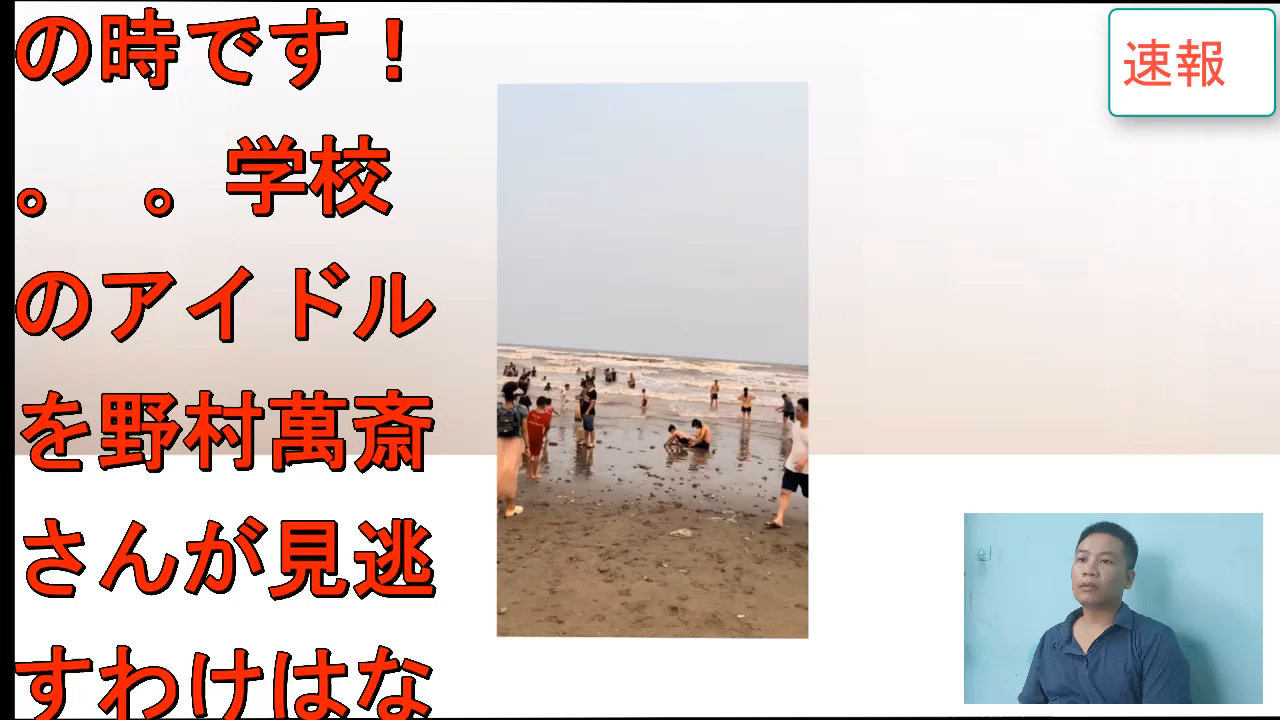 の時です！
。　。学校
のアイドル
を野村萬斎
さんが見逃
すわけはな
速報